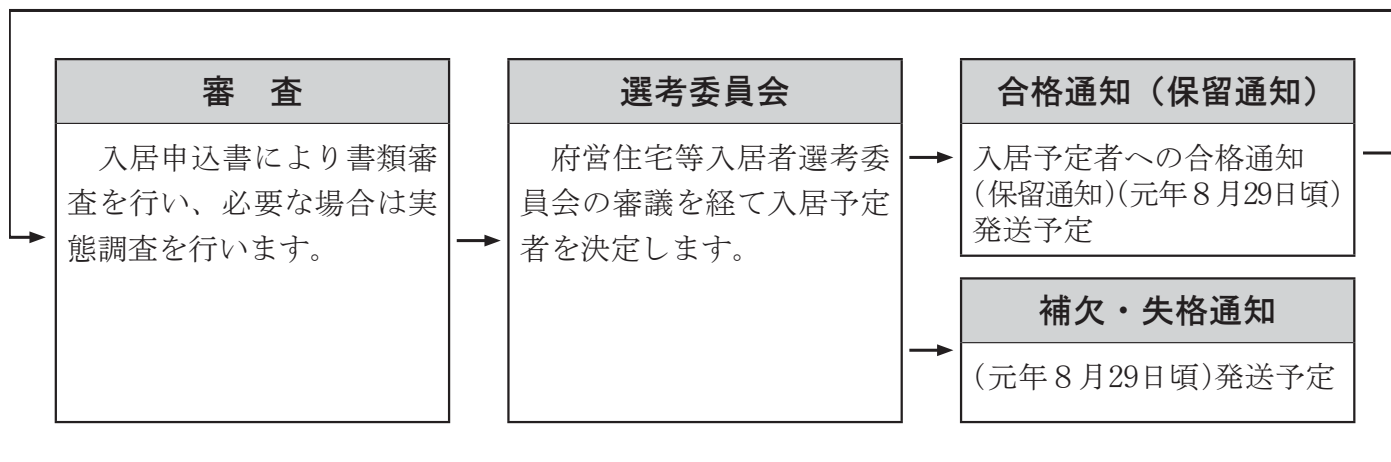 審　査
入居申込書により書類審
査を行い、必要な場合は実
態調査を行います。
選考委員会
府営住宅等入居者選考委
員会の審議を経て入居予定
者を決定します。
合格通知（保留通知）
入居予定者への合格通知
(保留通知)(元年８月29日頃)
発送予定
補欠・失格通知
(元年８月29日頃)発送予定